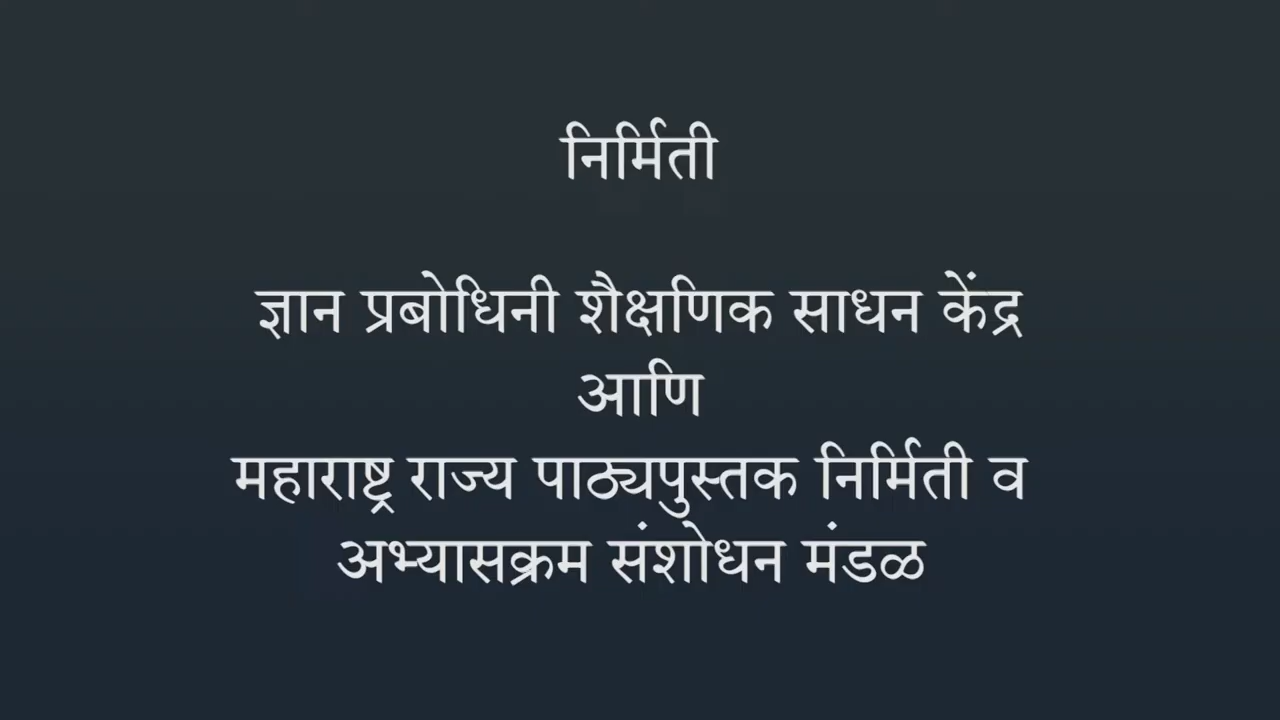 निर्मिती
ज्ञान प्रबोधिनी शैक्षणिक साधन केंद्र
आणि
महाराष्ट्र राज्य पाठ्यपुस्तक निर्मिती व
अभ्यासक्रम संशोधन मंडळ